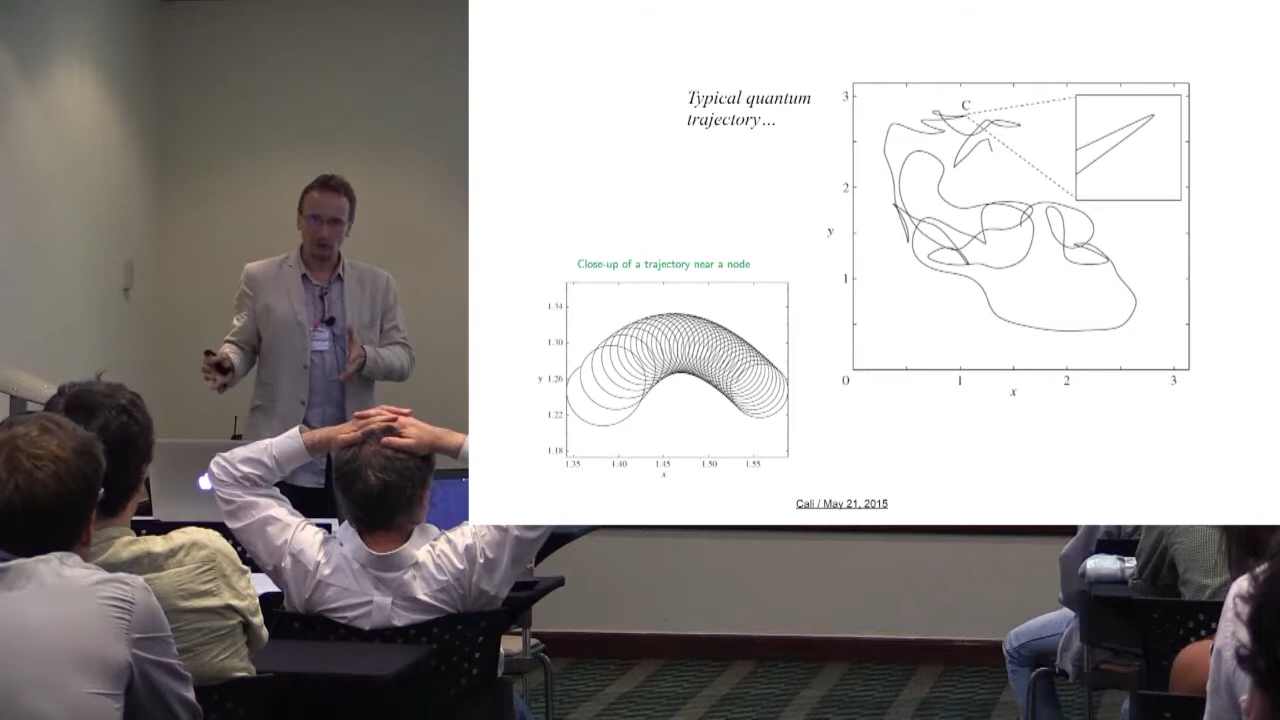 Typical quantum
trajectory…
3
2
y
1
0
1
2
3
x
C
Close-up of a trajectory near a node
1.34
1.30
y 1.26
1.22
1.18
1.35 1.40 1.45 1.50 1.55
x
Cali / May 21, 2015